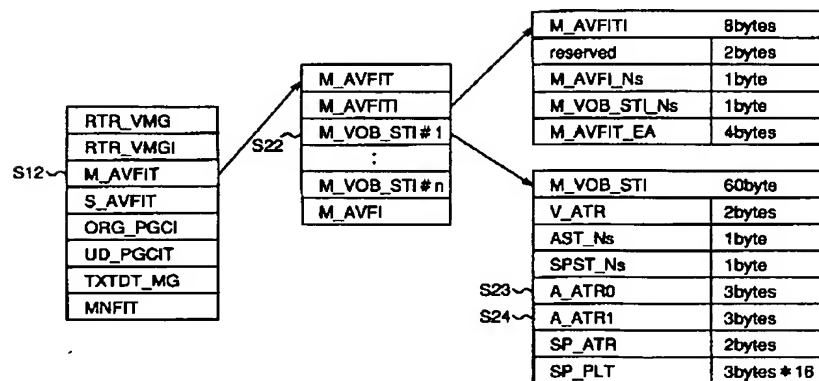 RTR_VMG
RTR_VMGI
S12 M_AVFIT
S_AVFIT
ORG_PGCI
UD_PGCIT
TXTDT_MG
MNFIT
M_AVFIT
M_AVFITI
S22 M_VOB_STI#1
:
M_VOB_STI#n
M_AVFI
M_AVFITI 8bytes
reserved 2bytes
M_AVFI_Ns 1byte
M_VOB_STI_Ns 1byte
M_AVFIT_EA 4bytes
M_VOB_STI 60byte
V_ATR 2bytes
AST_Ns 1byte
SPST_Ns 1byte
S23 A_ATR0 3bytes
S24 A_ATR1 3bytes
SP_ATR 2bytes
SP_PLT 3bytes*16